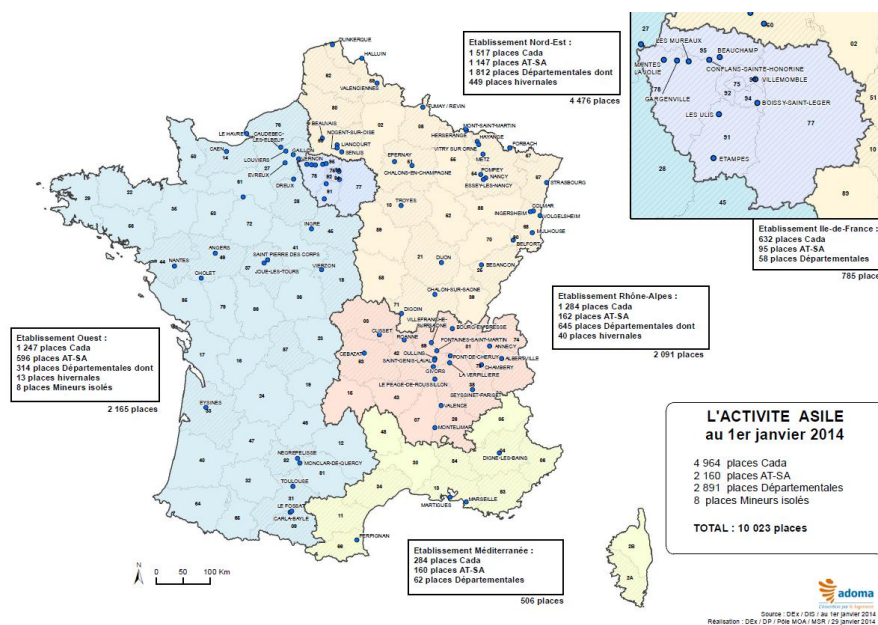 DUNKERQUE
HALLUIN
VALENCIENNES
Etablissement Nord-Est :
1 517 places Cada
1 147 places AT-SA
1 812 places Départementales dont
449 places hivernales
4 476 places
LES MUREAUX
BEAUCHAMP
MANTES
LA JOLIE
CONFLANS-SAINTE-HONORINE
VILLEMOMBLE
GARGENVILLE
BOISSY-SAINT-LEGER
LES ULIS
ETAMPES
Etablissement Ile-de-France :
632 places Cada
95 places AT-SA
58 places Départementales
785 places
FUMAY / REVIN
BEAUVAIS
NOGENT-SUR-OISE
LIANCOURT
SENLIS
MONT-SAINT-MARTIN
HERSERANGE
HAYANGE
VITRY SUR ORNE
METZ
FORBACH
LE HAVRE
CAUDEBEC-
LES-ELBEUF
CAEN
GAILLON
LOUVIERS
VERNON
EVREUX
DREUX
EPERNAY
CHALONS-EN-CHAMPAGNE
POMPEY
NANCY
ESSEY-LES-NANCY
STRASBOURG
TROYES
COLMAR
INGERSHEIM
VOLGELSHEIM
MULHOUSE
BELFORT
INGRE
ANGERS
NANTES
CHOLET
SAINT PIERRE DES CORPS
JOUE-LES-TOURS
VIERZON
DIJON
BESANCON
CHALON-SUR-SAONE
DIGOIN
Etablissement Rhône-Alpes :
1 284 places Cada
162 places AT-SA
645 places Départementales dont
40 places hivernales
2 091 places
VILLEFRANCHE-
SUR-SAONE
BOURG-EN-BRESSE
CUSSET
ROANNE
FONTAINES-SAINT-MARTIN
ANNECY
CEBAZAT
OULLINS
SAINT-GENIS-LAVAL
PONT-DE-CHERUY
ALBERTVILLE
CHAMBERY
GIVORS
LA VERPILLIERE
LE PEAGE-DE-ROUSSILLON
SEYSSINET-PARISET
VALENCE
MONTELIMAR
Etablissement Ouest :
1 247 places Cada
596 places AT-SA
314 places Départementales dont
13 places hivernales
8 places Mineurs isolés
2 165 places
EYSINES
NEGREPELISSE
MONCLAR-DE-QUERCY
TOULOUSE
LE FOSSAT
CARLA-BAYLE
DIGNE-LES-BAINS
MARTIGUES
MARSEILLE
PERPIGNAN
Etablissement Méditerranée :
284 places Cada
160 places AT-SA
62 places Départementales
506 places
L'ACTIVITE ASILE
au 1er janvier 2014
4 964 places Cada
2 160 places AT-SA
2 891 places Départementales
8 places Mineurs isolés
TOTAL : 10 023 places
2B
2A
N
0 50 100 Km
adoma
L'insertion par le logement
Source : DEx / DIS / au 1er janvier 2014
Réalisation : DEx / DP / Pôle MOA / MSR / 29 janvier 2014